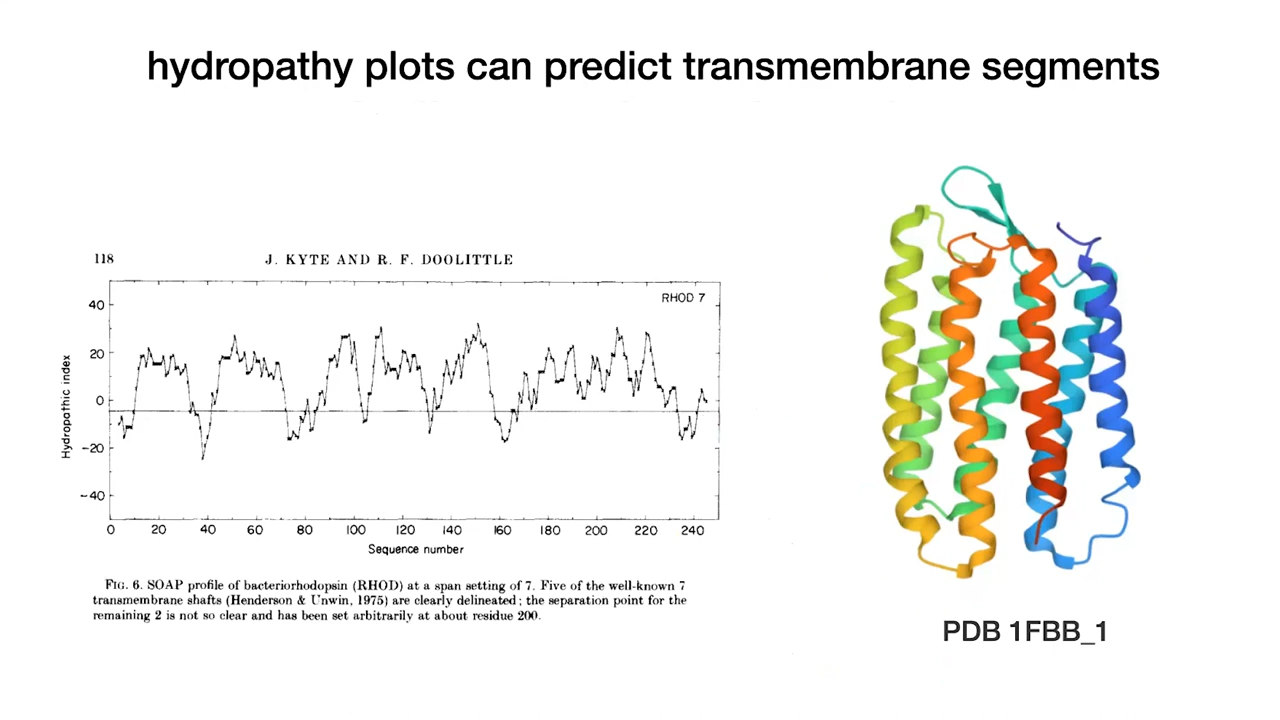 hydropathy plots can predict transmembrane segments
118 J. KYTE AND R. F. DOOLITTLE
RHOD 7
40
20
0
−20
−40
Hydropathic index
0 20 40 60 80 100 120 140 160 180 200 220 240
Sequence number
FIG. 6. SOAP profile of bacteriorhodopsin (RHOD) at a span setting of 7. Five of the well-known 7
transmembrane shafts (Henderson & Unwin, 1975) are clearly delineated; the separation point for the
remaining 2 is not so clear and has been set arbitrarily at about residue 200.
PDB 1FBB_1